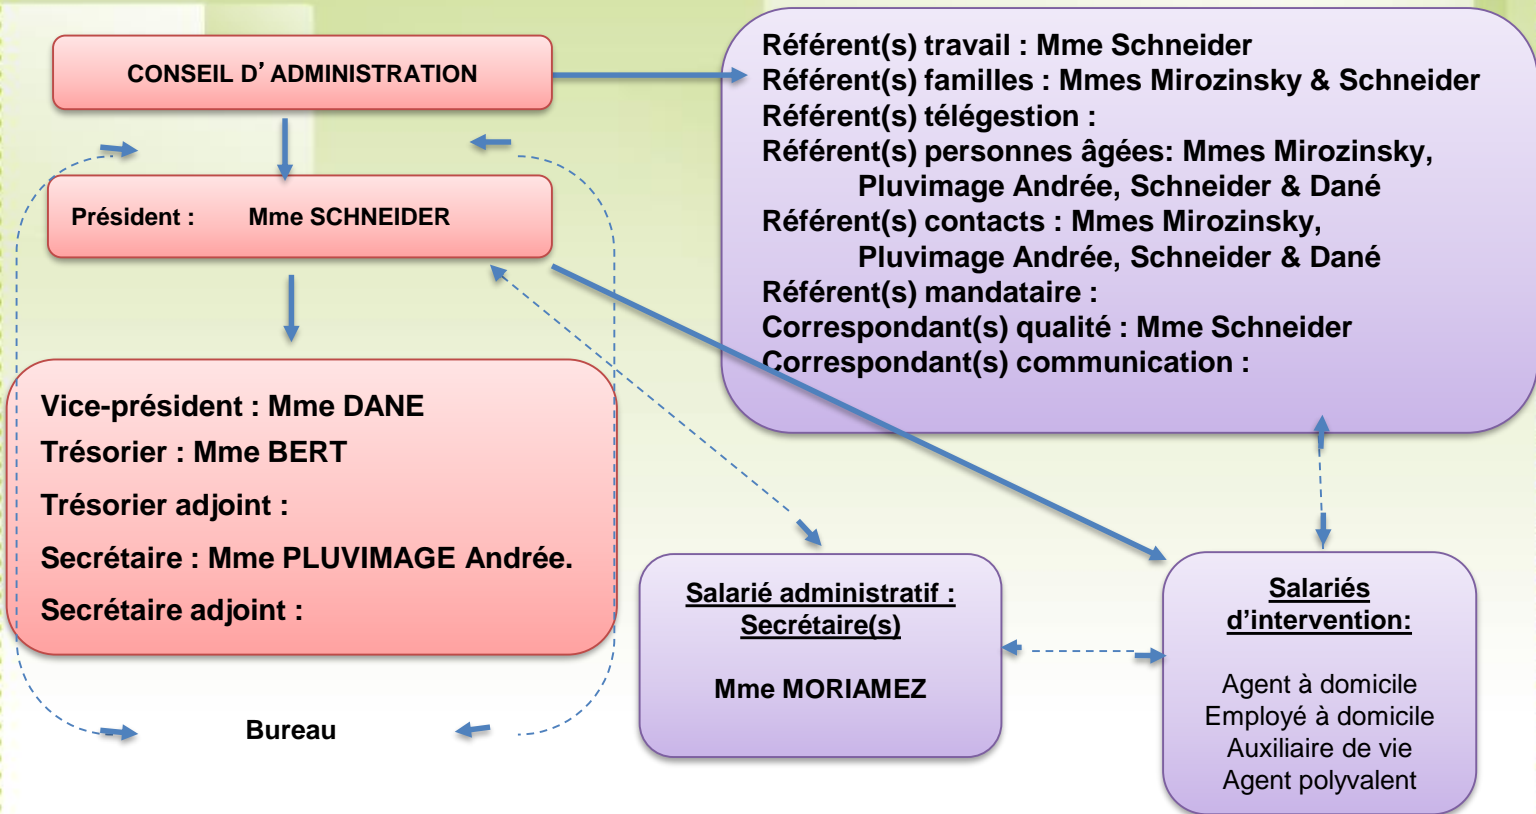 CONSEIL D’ ADMINISTRATION
Président : Mme SCHNEIDER
Vice-président : Mme DANE
Trésorier : Mme BERT
Trésorier adjoint :
Secrétaire : Mme PLUVIMAGE Andrée.
Secrétaire adjoint :
Bureau
Référent(s) travail : Mme Schneider
Référent(s) familles : Mmes Mirozinsky & Schneider
Référent(s) télégestion :
Référent(s) personnes âgées: Mmes Mirozinsky,
Pluvimage Andrée, Schneider & Dané
Référent(s) contacts : Mmes Mirozinsky,
Pluvimage Andrée, Schneider & Dané
Référent(s) mandataire :
Correspondant(s) qualité : Mme Schneider
Correspondant(s) communication :
Salarié administratif :
Secrétaire(s)
Mme MORIAMEZ
Salariés
d’intervention:
Agent à domicile
Employé à domicile
Auxiliaire de vie
Agent polyvalent